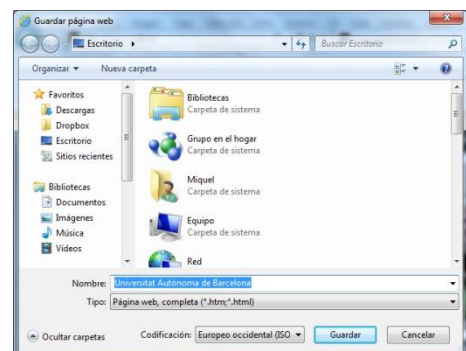 Guardar página web
Escritorio
Buscar Escritorio
Organizar
Nueva carpeta
Favoritos
Descargas
Dropbox
Escritorio
Sitios recientes
Bibliotecas
Documentos
Imágenes
Música
Vídeos
Bibliotecas
Carpeta de sistema
Grupo en el hogar
Carpeta de sistema
Miquel
Carpeta de sistema
Equipo
Carpeta de sistema
Red
Nombre: Universitat Autònoma de Barcelona
Tipo: Página web, completa (*.htm;*.html)
Ocultar carpetas
Codificación: Europeo occidental (ISO
Guardar
Cancelar